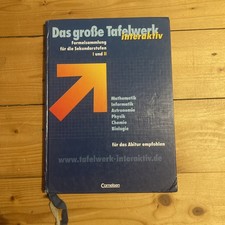 Das große Tafelwerk
interaktiv
Formelsammlung
für die Sekundarstufen
I und II
Mathematik
Informatik
Astronomie
Physik
Chemie
Biologie
für das Abitur empfohlen
www.tafelwerk-interaktiv.de
Cornelsen